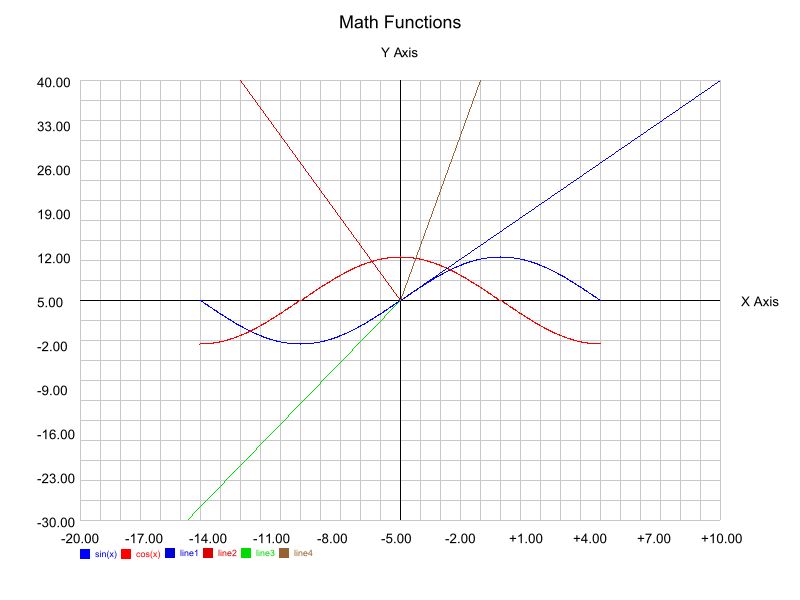 Math Functions
Y Axis
40.00
33.00
26.00
19.00
12.00
5.00
X Axis
-2.00
-9.00
-16.00
-23.00
-30.00
-20.00 -17.00 -14.00 -11.00 -8.00 -5.00 -2.00 +1.00 +4.00 +7.00 +10.00
sin(x) cos(x) line1 line2 line3 line4